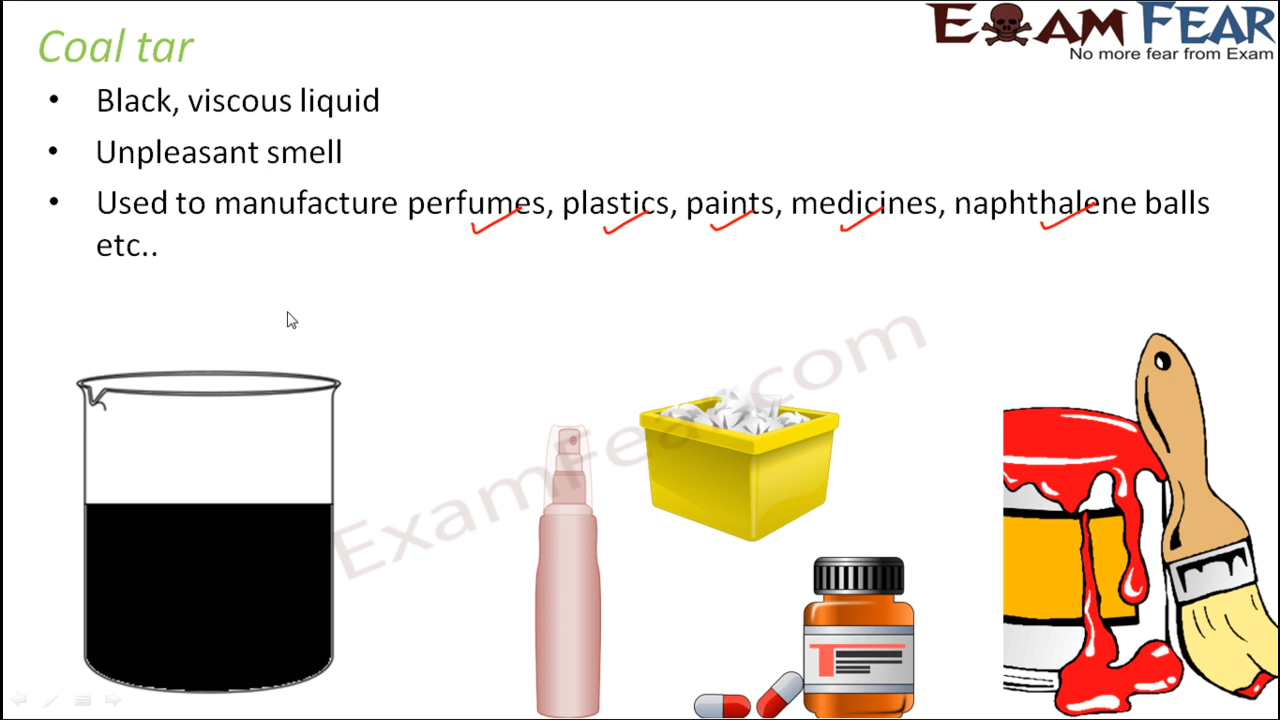 Coal tar
EXAM FEAR
No more fear from Exam
• Black, viscous liquid
• Unpleasant smell
• Used to manufacture perfumes, plastics, paints, medicines, naphthalene balls
etc..
ExamFear.com